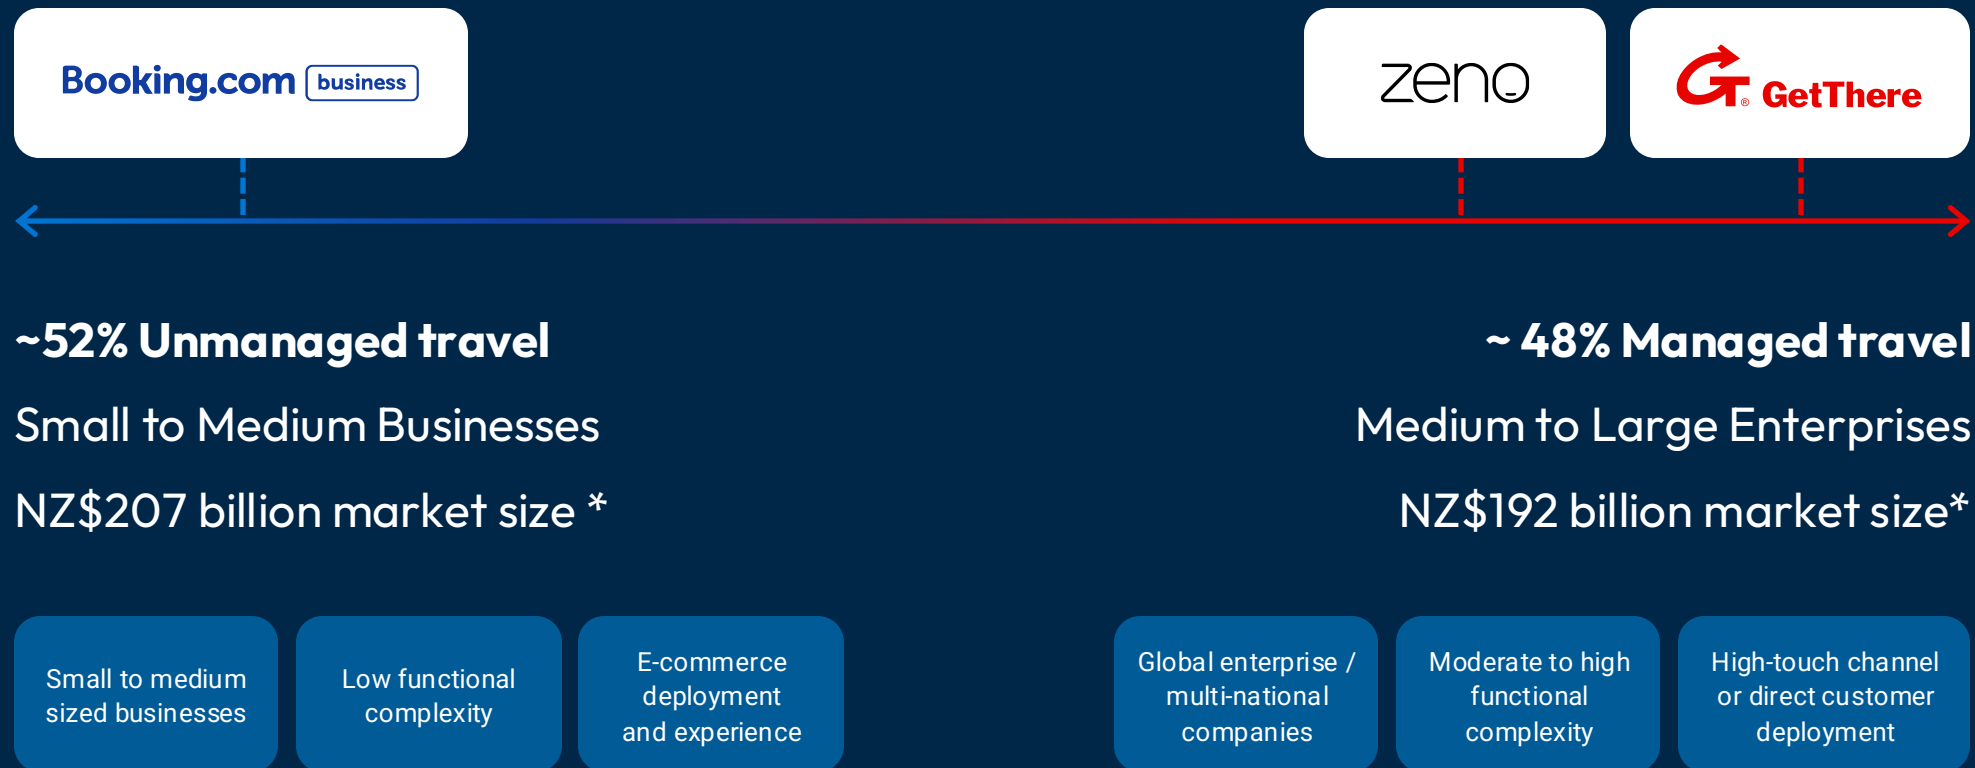 Booking.com business
zeno
GT® GetThere
~52% Unmanaged travel
Small to Medium Businesses
NZ$207 billion market size *
~ 48% Managed travel
Medium to Large Enterprises
NZ$192 billion market size*
Small to medium
sized businesses
Low functional
complexity
E-commerce
deployment
and experience
Global enterprise /
multi-national
companies
Moderate to high
functional
complexity
High-touch channel
or direct customer
deployment